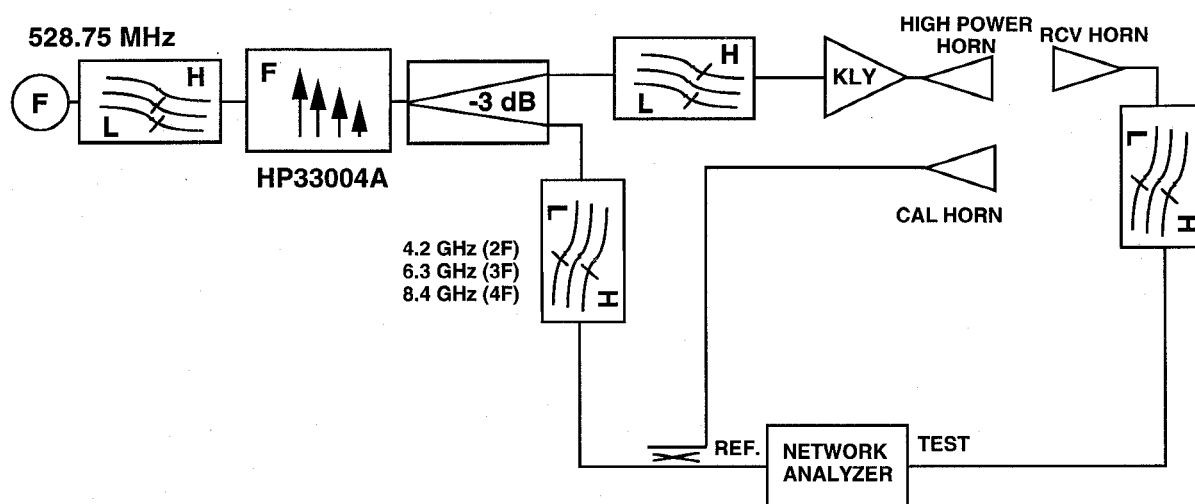 528.75 MHz
F
H
L
F
HP33004A
-3 dB
H
L
KLY
HIGH POWER
HORN
RCV HORN
L
H
CAL HORN
L
H
4.2 GHz (2F)
6.3 GHz (3F)
8.4 GHz (4F)
REF.
NETWORK
ANALYZER
TEST